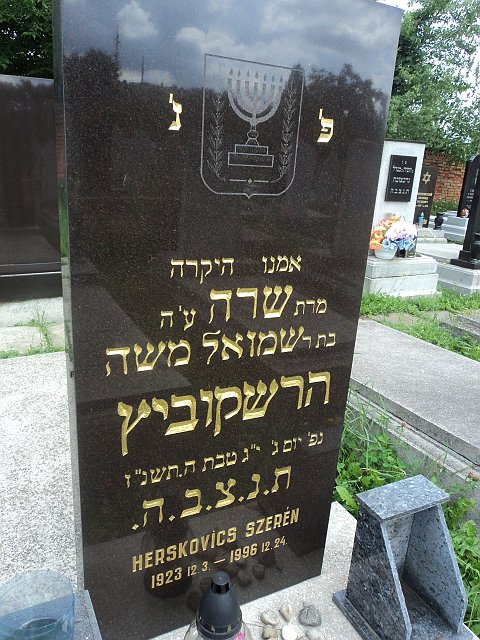 פ נ
אמנו היקרה
מרת שרה ע'ה
בת ר שמואל משה
הרשקוביץ
נפ' יום ג' י"ג טבת ה.תשנ"ז
ת.נ.צ.ב.ה.
HERSKOVÍCS SZERÉN
1923 12.3. – 1996 12.24.
ת נ צ ב ה